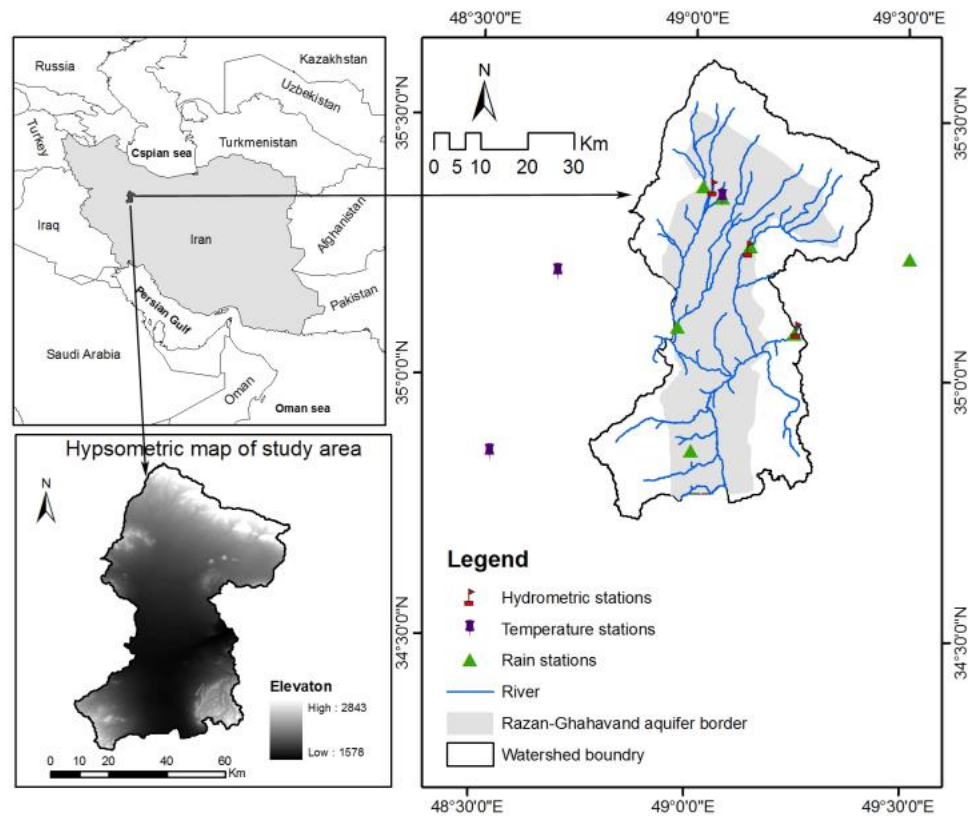 Russia
Kazakhstan
Uzbekistan
Turkey
Cspian sea
Turkmenistan
Iraq
Iran
Afghanistan
Persian Gulf
Pakistan
Saudi Arabia
Oman
Oman sea
Hypsometric map of study area
N
Elevaton
High : 2843
Low : 1578
0 10 20 40 60
Km
48°30'0"E 49°0'0"E 49°30'0"E
N
0 5 10 20 30 Km
35°30'0"N
35°30'0"N
35°0'0"N
35°0'0"N
34°30'0"N
34°30'0"N
Legend
Hydrometric stations
Temperature stations
Rain stations
River
Razan-Ghahavand aquifer border
Watershed boundry
48°30'0"E 49°0'0"E 49°30'0"E